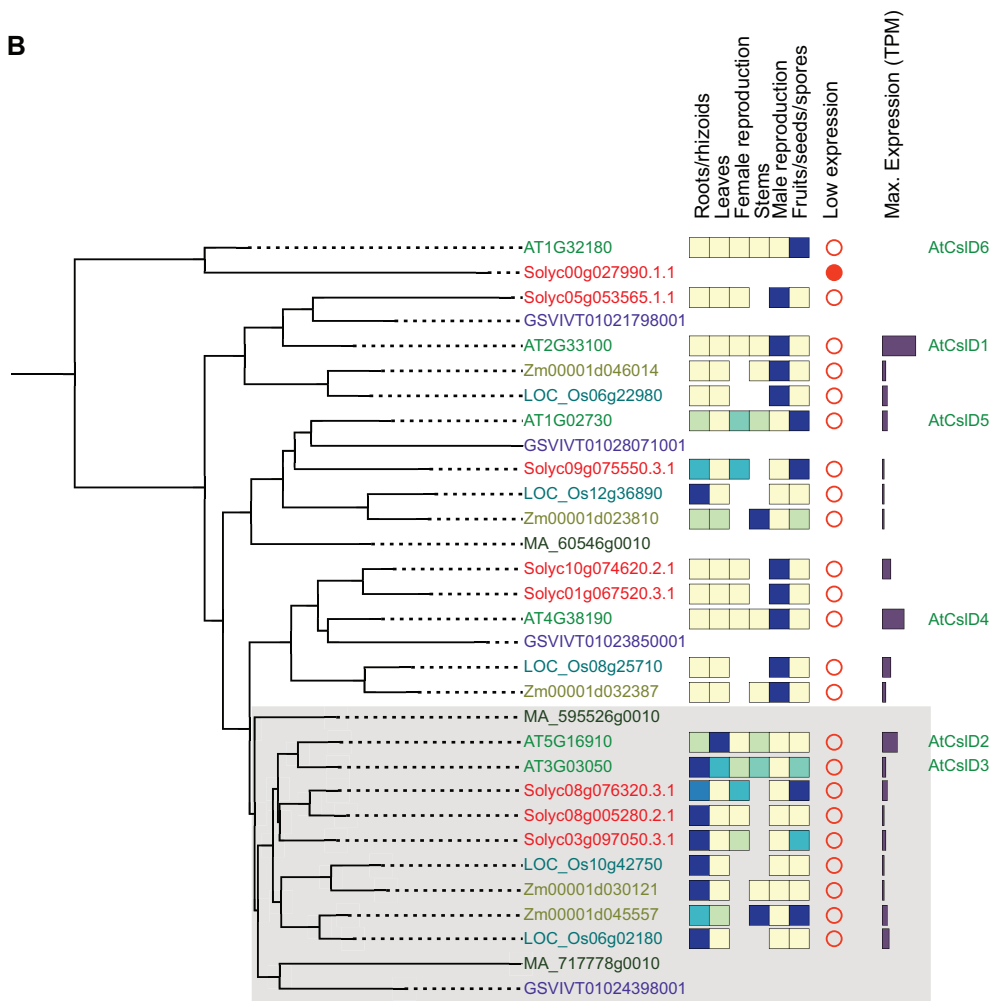 B
Roots/rhizoids
Leaves
Female reproduction
Stems
Male reproduction
Fruits/seeds/spores
Low expression
Max. Expression (TPM)
AT1G32180 AtCslD6
Solyc00g027990.1.1
Solyc05g053565.1.1
GSVIVT01021798001
AT2G33100 AtCslD1
Zm00001d046014
LOC_Os06g22980
AT1G02730 AtCslD5
GSVIVT01028071001
Solyc09g075550.3.1
LOC_Os12g36890
Zm00001d023810
MA_60546g0010
Solyc10g074620.2.1
Solyc01g067520.3.1
AT4G38190 AtCslD4
GSVIVT01023850001
LOC_Os08g25710
Zm00001d032387
MA_595526g0010
AT5G16910 AtCslD2
AT3G03050 AtCslD3
Solyc08g076320.3.1
Solyc08g005280.2.1
Solyc03g097050.3.1
LOC_Os10g42750
Zm00001d030121
Zm00001d045557
LOC_Os06g02180
MA_717778g0010
GSVIVT01024398001